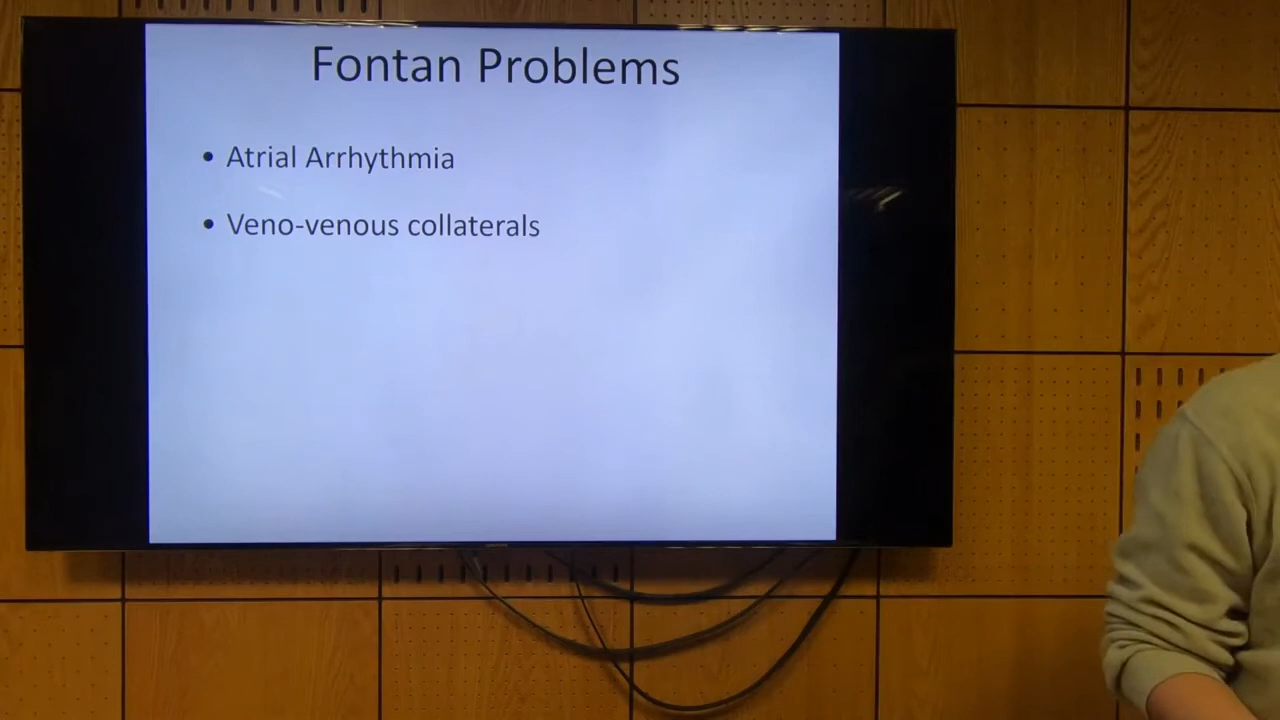 Fontan Problems
• Atrial Arrhythmia
• Veno-venous collaterals